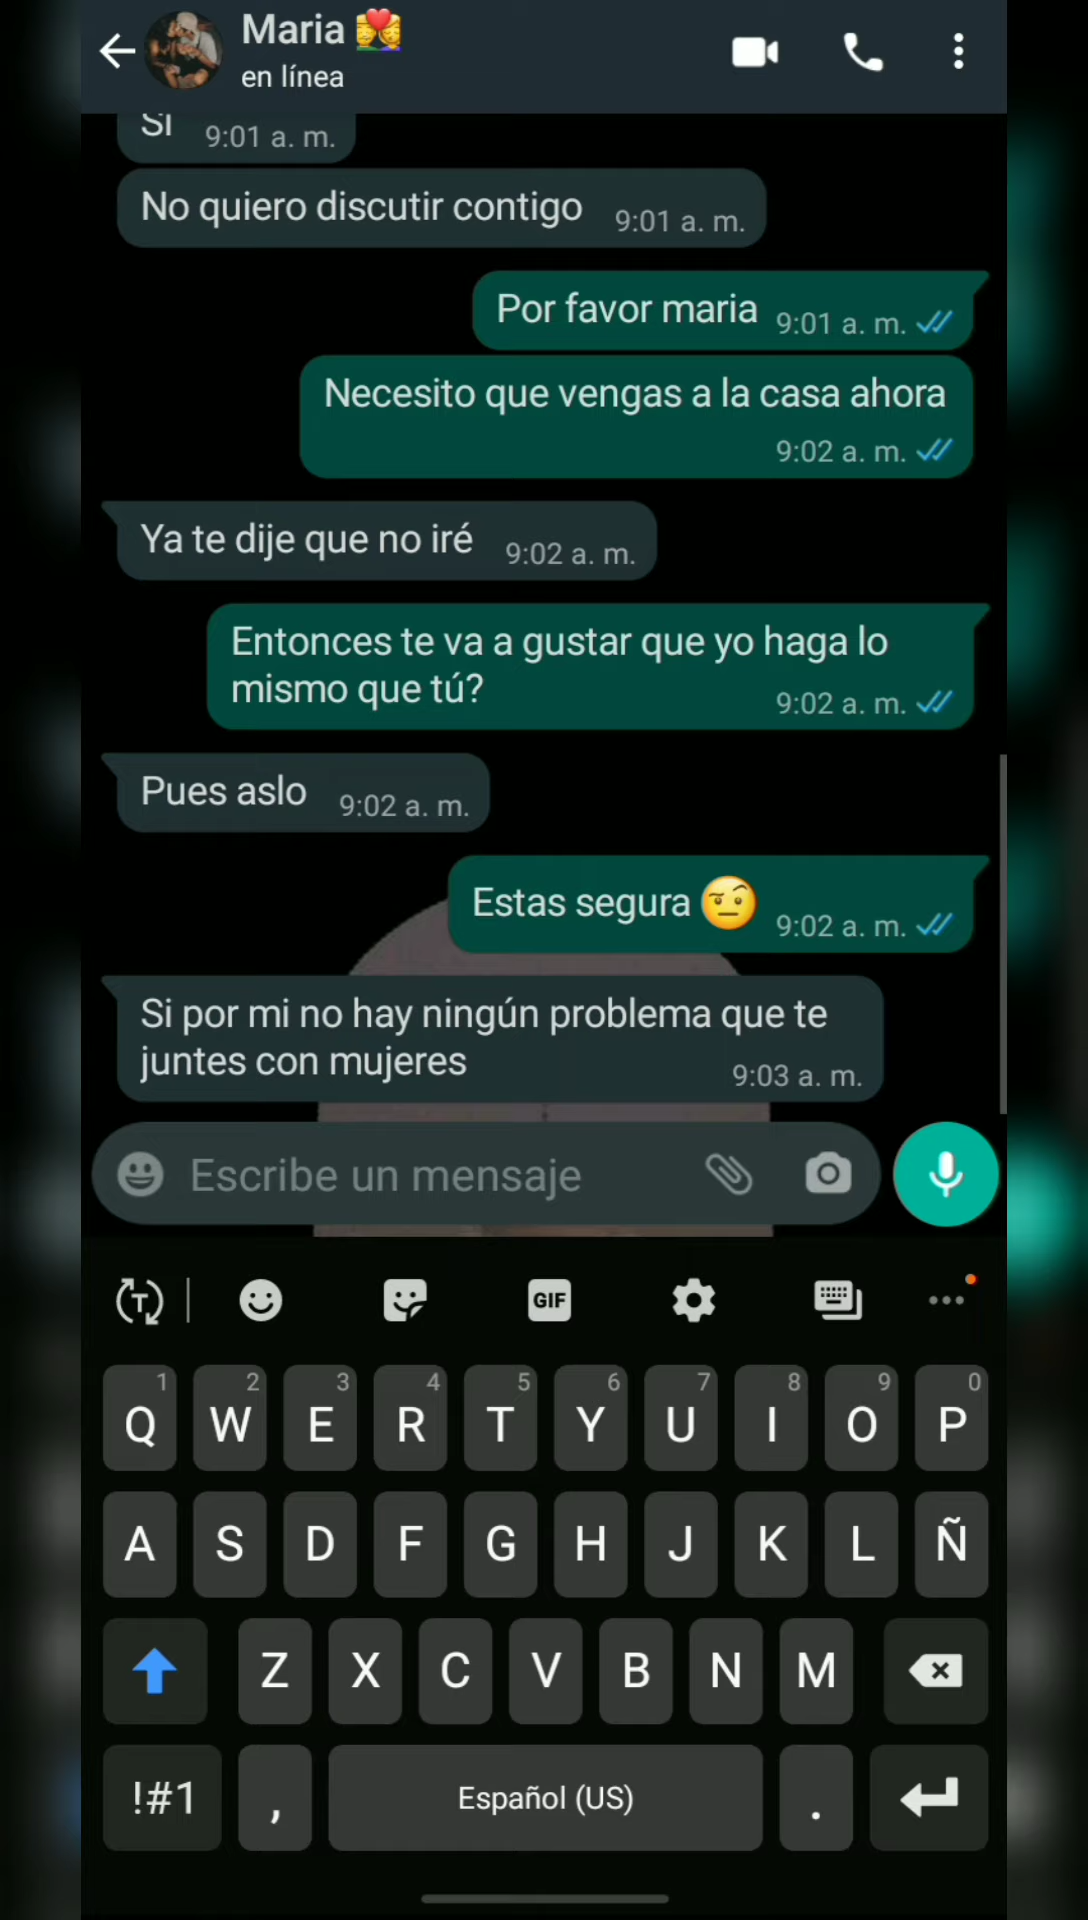 Maria
en línea
Si 9:01 a. m.
No quiero discutir contigo 9:01 a. m.
Por favor maria 9:01 a. m.
Necesito que vengas a la casa ahora
9:02 a. m.
Ya te dije que no iré 9:02 a. m.
Entonces te va a gustar que yo haga lo
mismo que tú? 9:02 a. m.
Pues aslo 9:02 a. m.
Estas segura 🤨 9:02 a. m.
Si por mi no hay ningún problema que te
juntes con mujeres 9:03 a. m.
Escribe un mensaje
T GIF
1 2 3 4 5 6 7 8 9 0
Q W E R T Y U I O P
A S D F G H J K L Ñ
Z X C V B N M
!#1 , Español (US) .